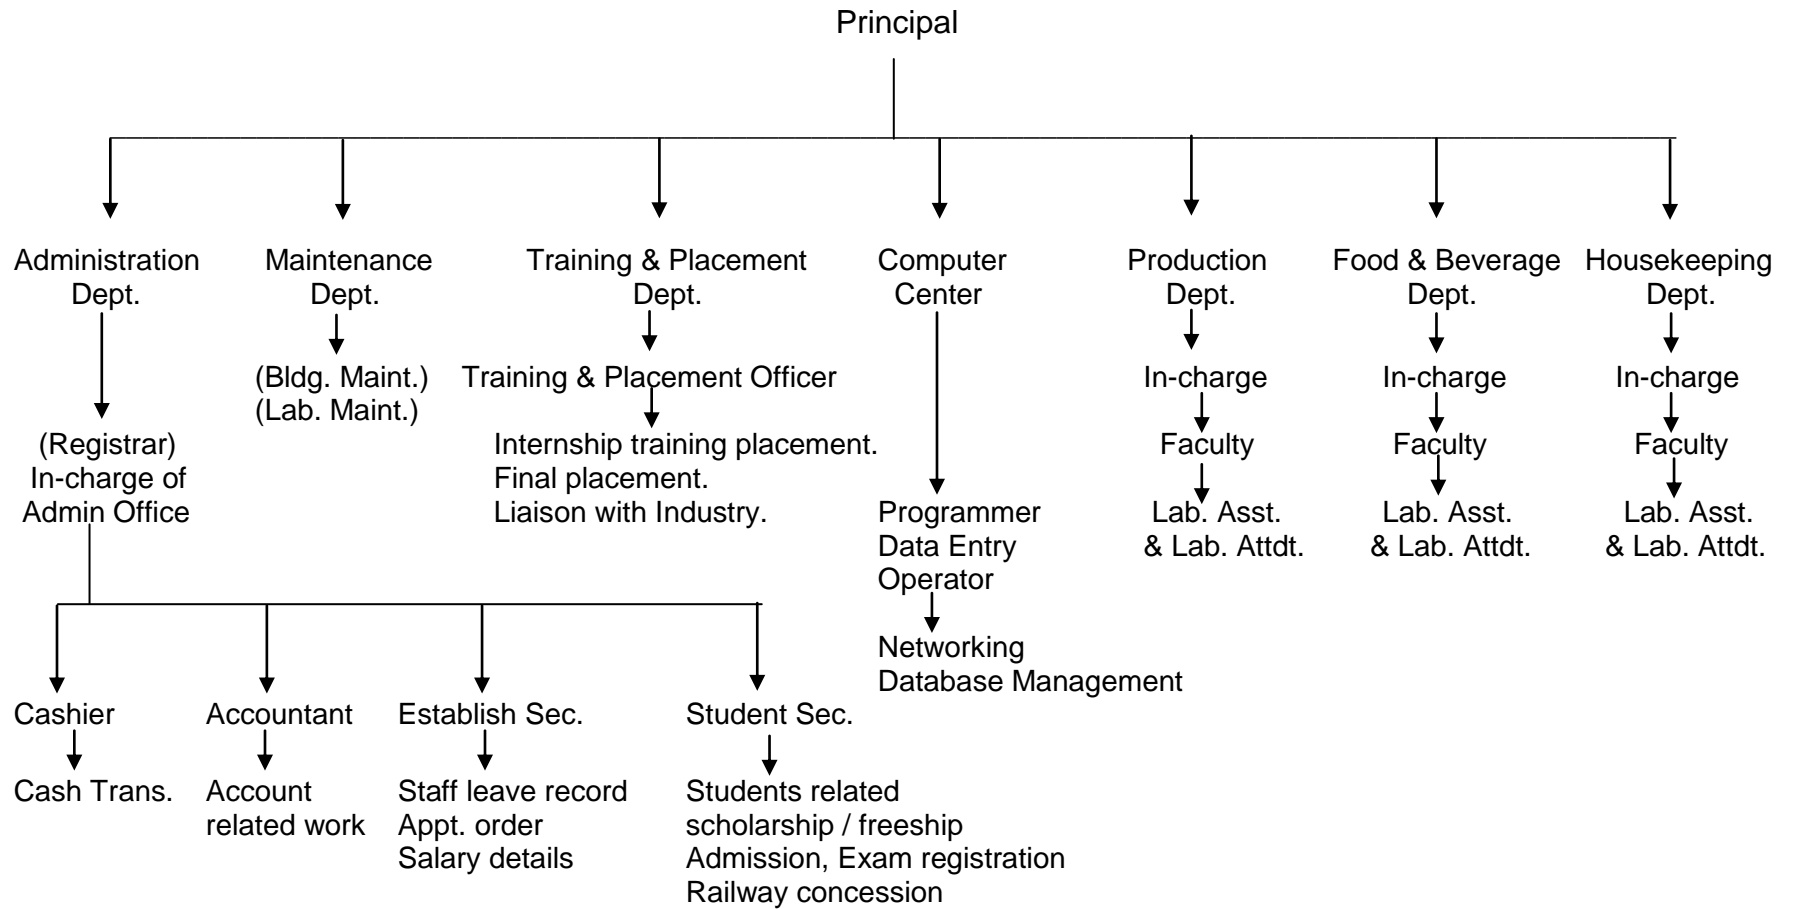 Principal
Administration
Dept.
Maintenance
Dept.
Training & Placement
Dept.
Computer
Center
Production
Dept.
Food & Beverage
Dept.
Housekeeping
Dept.
(Registrar)
In-charge of
Admin Office
(Bldg. Maint.)
(Lab. Maint.)
Training & Placement Officer
Internship training placement.
Final placement.
Liaison with Industry.
Programmer
Data Entry
Operator
Networking
Database Management
In-charge
Faculty
Lab. Asst.
& Lab. Attdt.
In-charge
Faculty
Lab. Asst.
& Lab. Attdt.
In-charge
Faculty
Lab. Asst.
& Lab. Attdt.
Cashier
Cash Trans.
Accountant
Account
related work
Establish Sec.
Staff leave record
Appt. order
Salary details
Student Sec.
Students related
scholarship / freeship
Admission, Exam registration
Railway concession